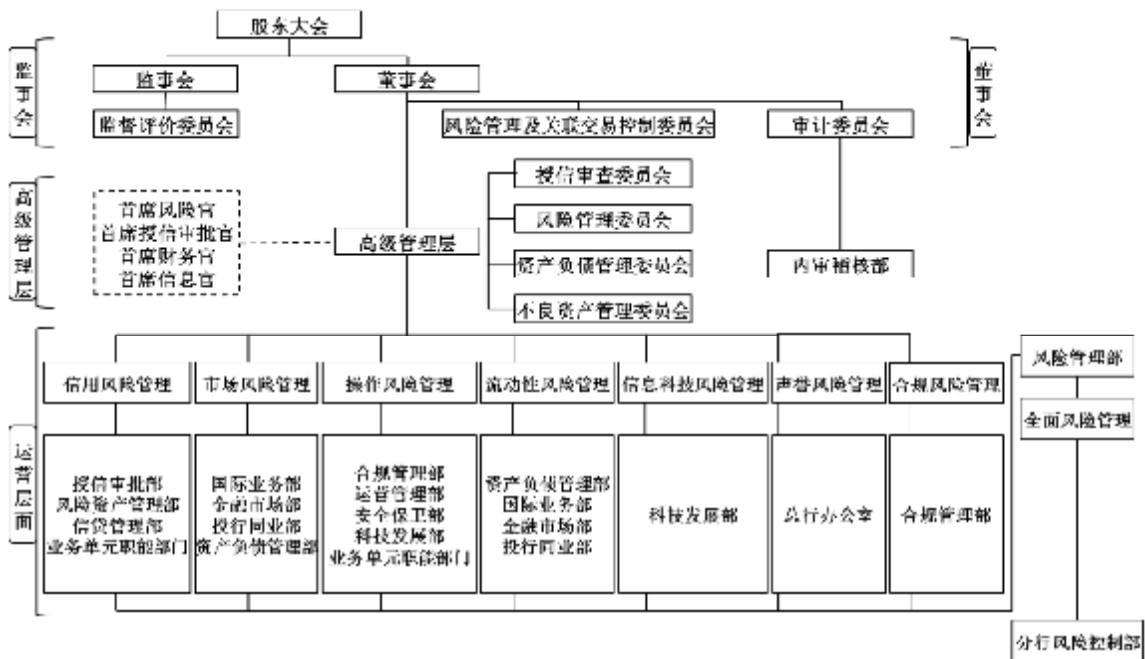 股东大会
监事会
监事会
董事会
董事会
监督评价委员会
风险管理及关联交易控制委员会
审计委员会
高级管理层
首席风险官
首席授信审批官
首席财务官
首席信息官
高级管理层
授信审查委员会
风险管理委员会
资产负债管理委员会
不良资产管理委员会
内审稽核部
运营层面
信用风险管理
市场风险管理
操作风险管理
流动性风险管理
信息科技风险管理
声誉风险管理
合规风险管理
风险管理部
全面风险管理
授信审批部
风险资产管理部
信贷管理部
业务单元职能部门
国际业务部
金融市场部
投行同业部
资产负债管理部
合规管理部
运营管理部
安全保卫部
科技发展部
业务单元职能部门
资产负债管理部
国际业务部
金融市场部
投行同业部
科技发展部
总行办公室
合规管理部
分行风险控制部